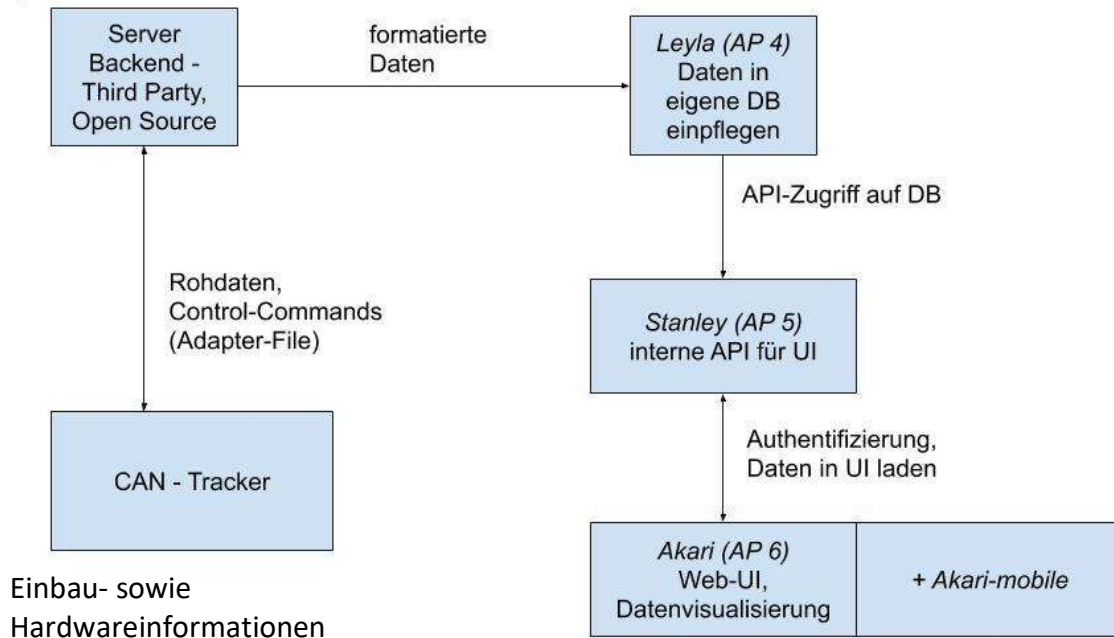 Server
Backend -
Third Party,
Open Source
formatierte
Daten
Leyla (AP 4)
Daten in
eigene DB
einpflegen
API-Zugriff auf DB
Rohdaten,
Control-Commands
(Adapter-File)
Stanley (AP 5)
interne API für UI
CAN - Tracker
Authentifizierung,
Daten in UI laden
Akari (AP 6)
Web-UI,
Datenvisualisierung
+ Akari-mobile
Einbau- sowie
Hardwareinformationen